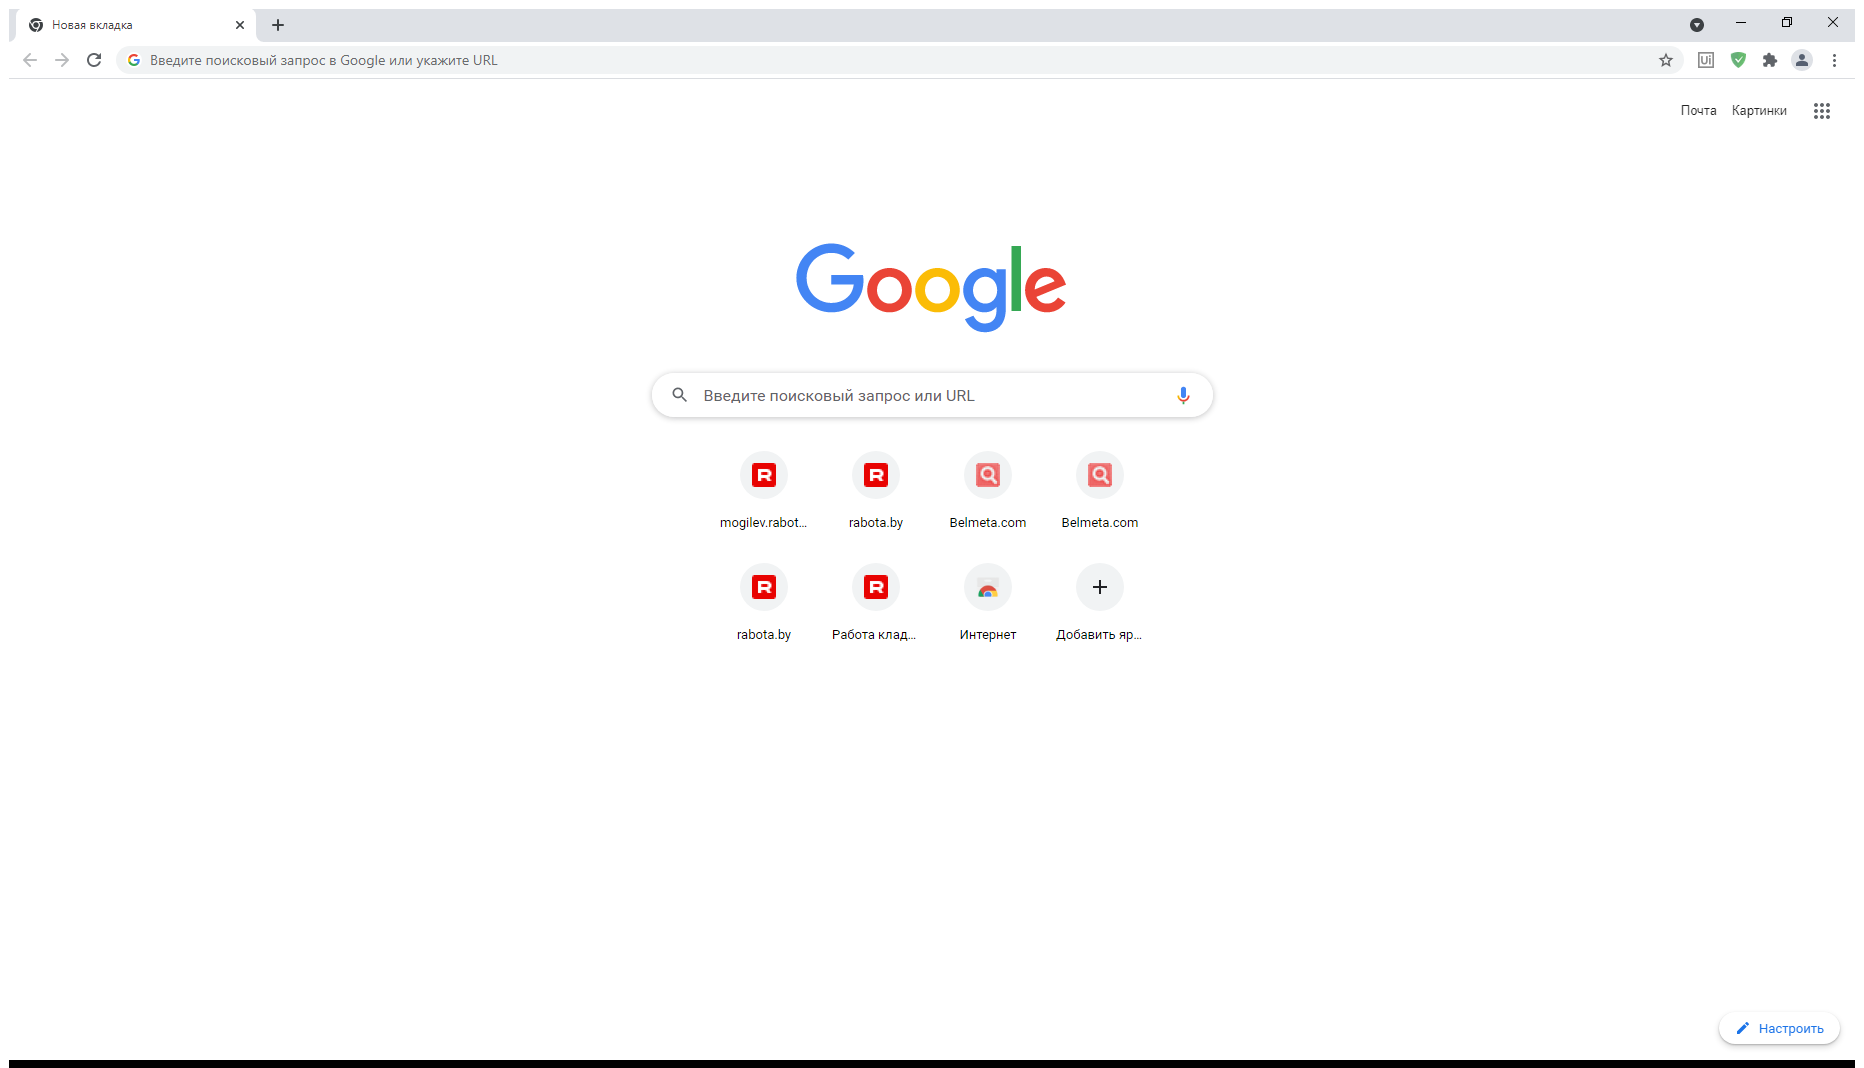 Новая вкладка
Введите поисковый запрос в Google или укажите URL
Ui
Почта Картинки
Google
Введите поисковый запрос или URL
R R
mogilev.rabot... rabota.by Belmeta.com Belmeta.com
R R
rabota.by Работа клад... Интернет Добавить яр...
Настроить